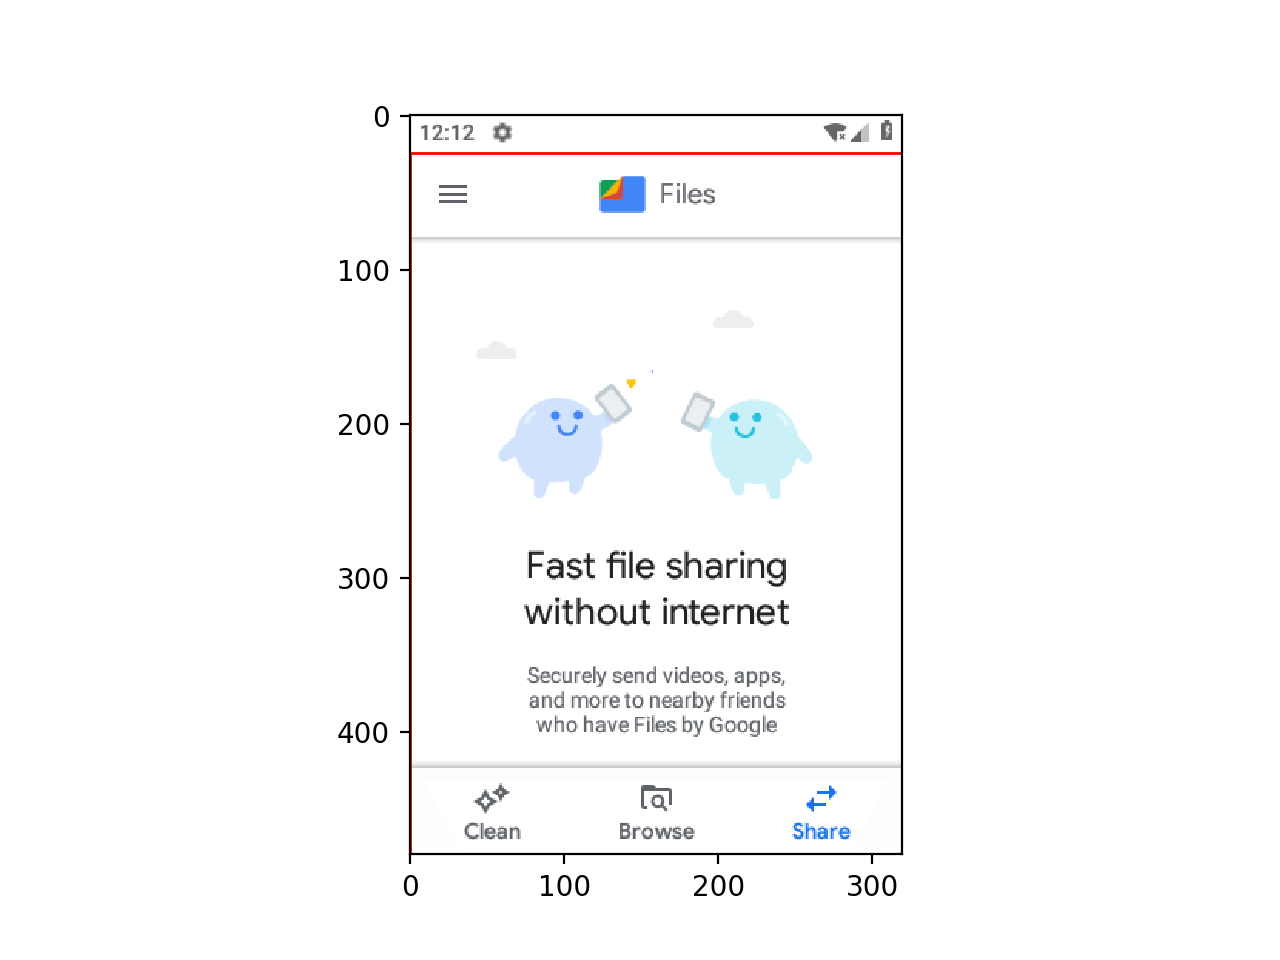 0
12:12
Files
100
200
Fast file sharing
300
without internet
Securely send videos, apps,
and more to nearby friends
who have Files by Google
400
Clean Browse Share
0 100 200 300